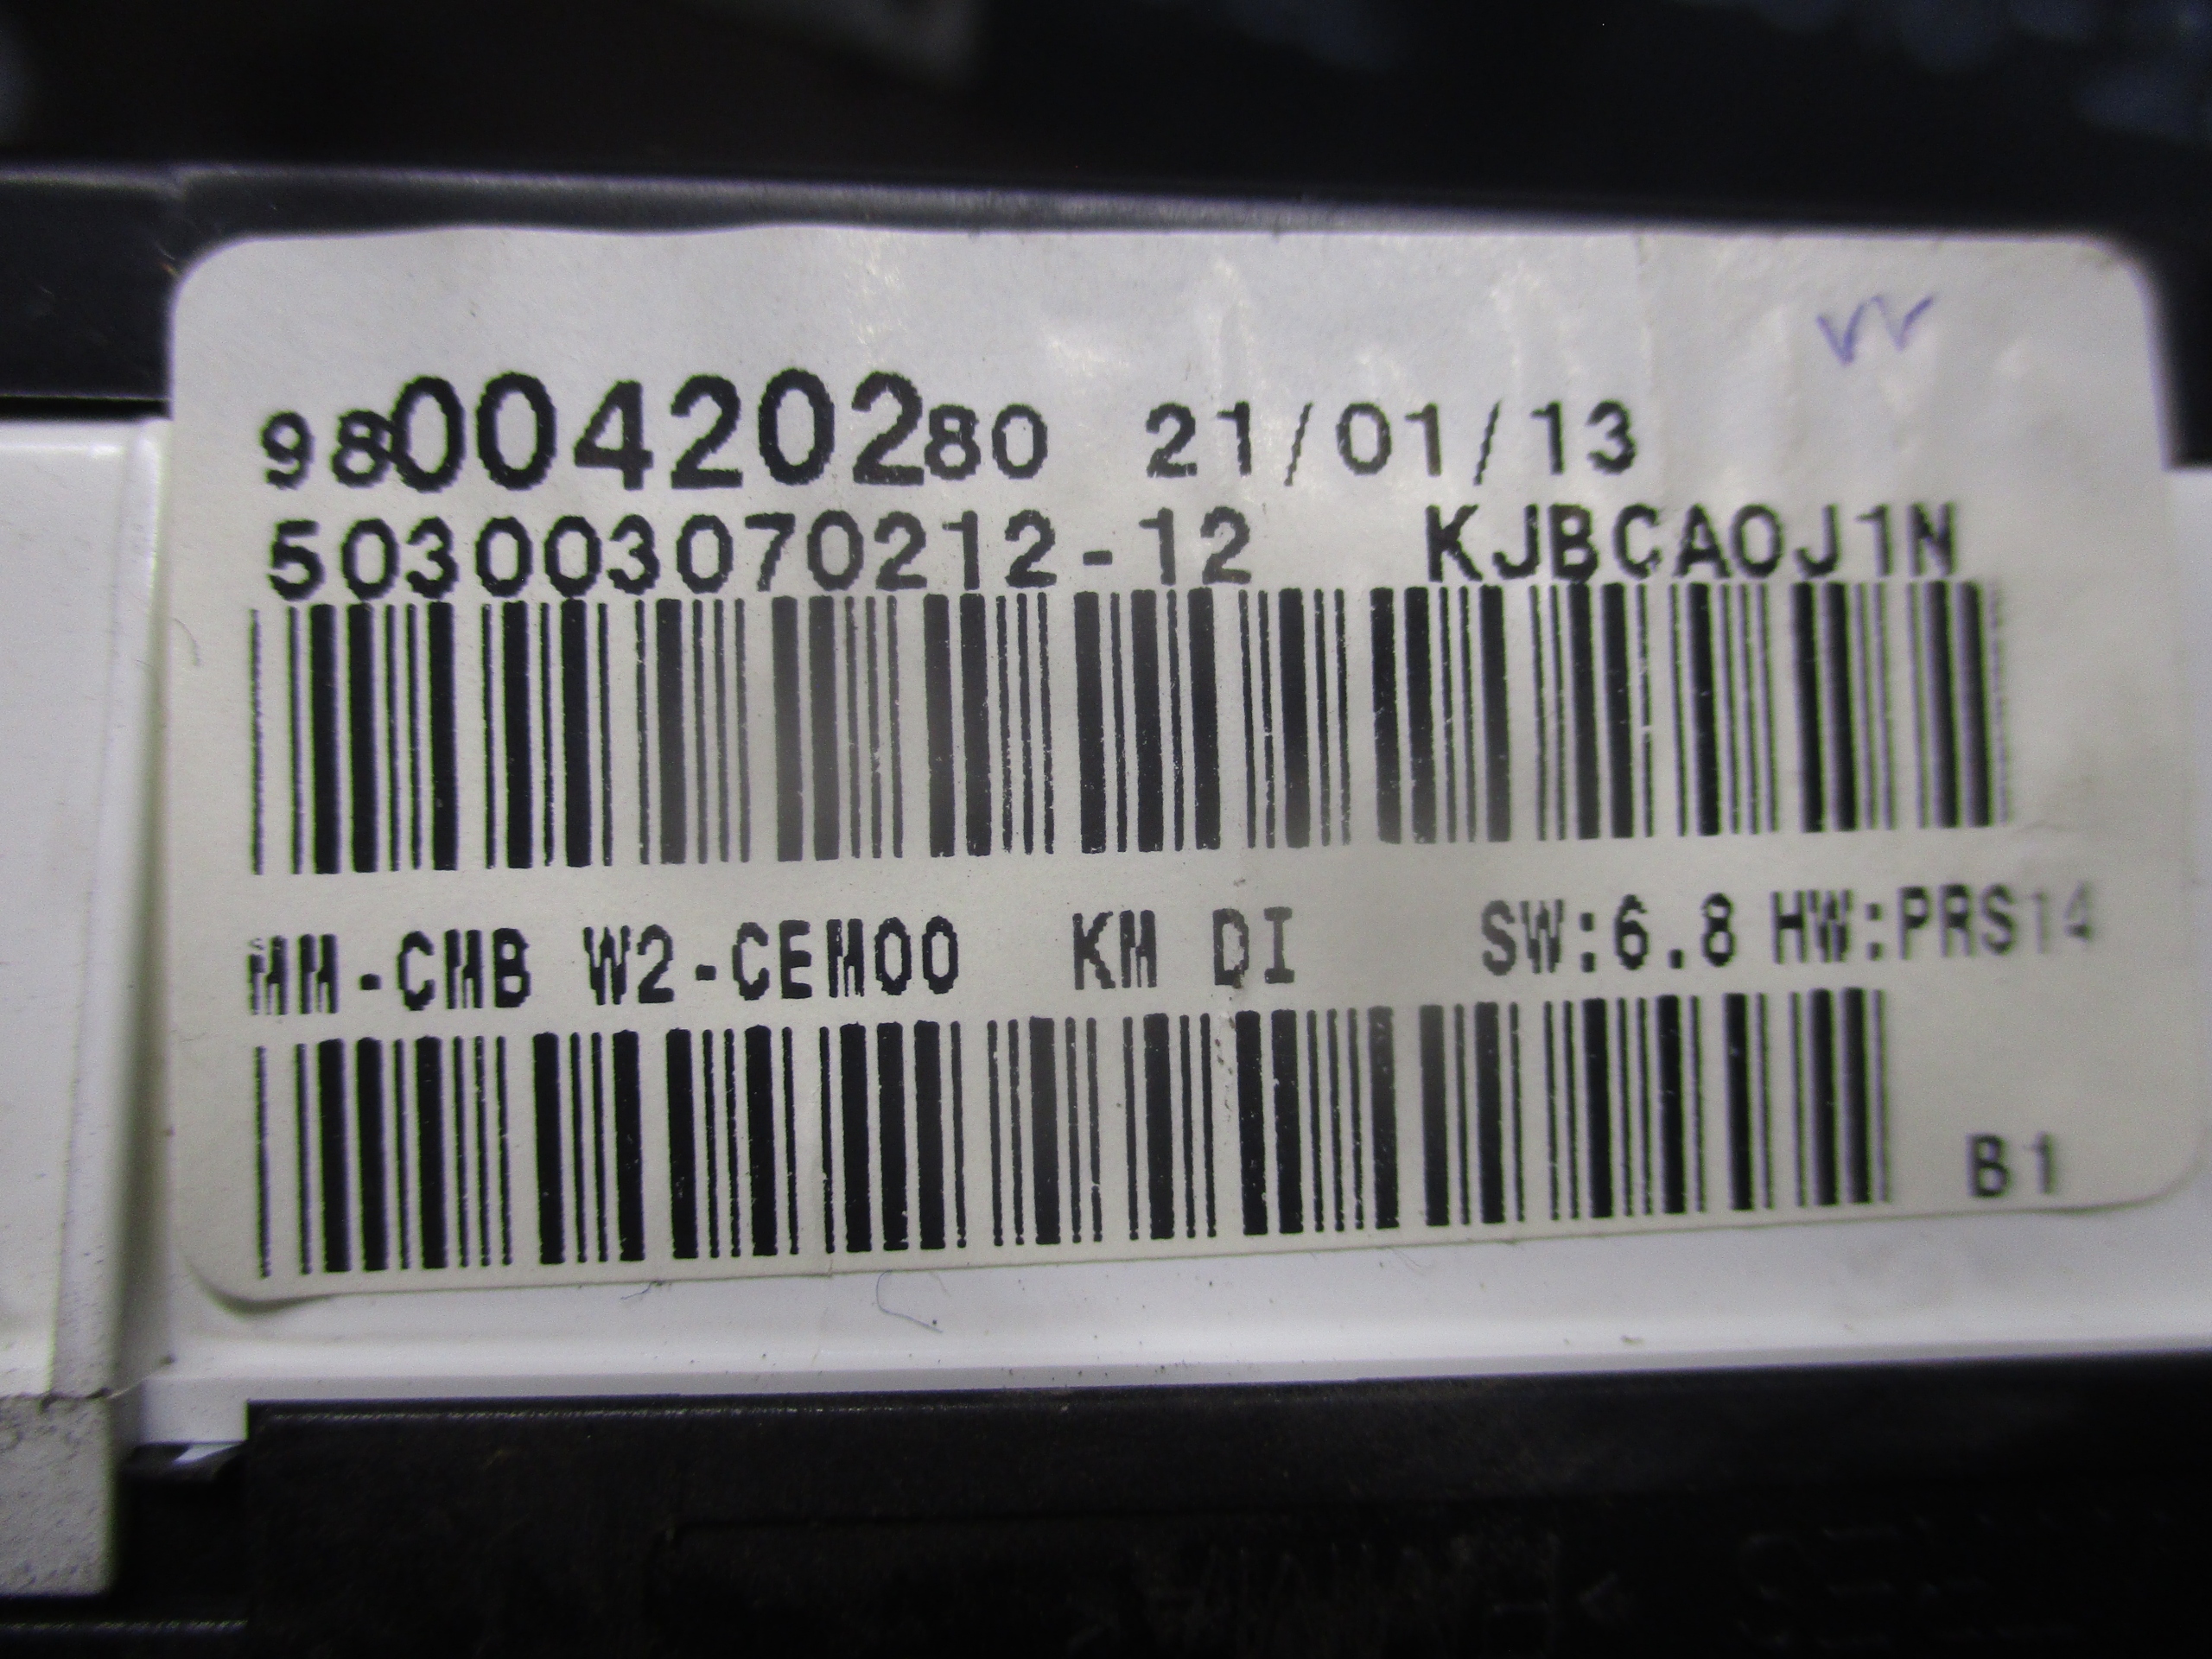 9800420280 21/01/13
503003070212-12 KJBCA0J1N
MM-CMB W2-CEM00 KM DI SW:6.8 HW:PRS14
B1